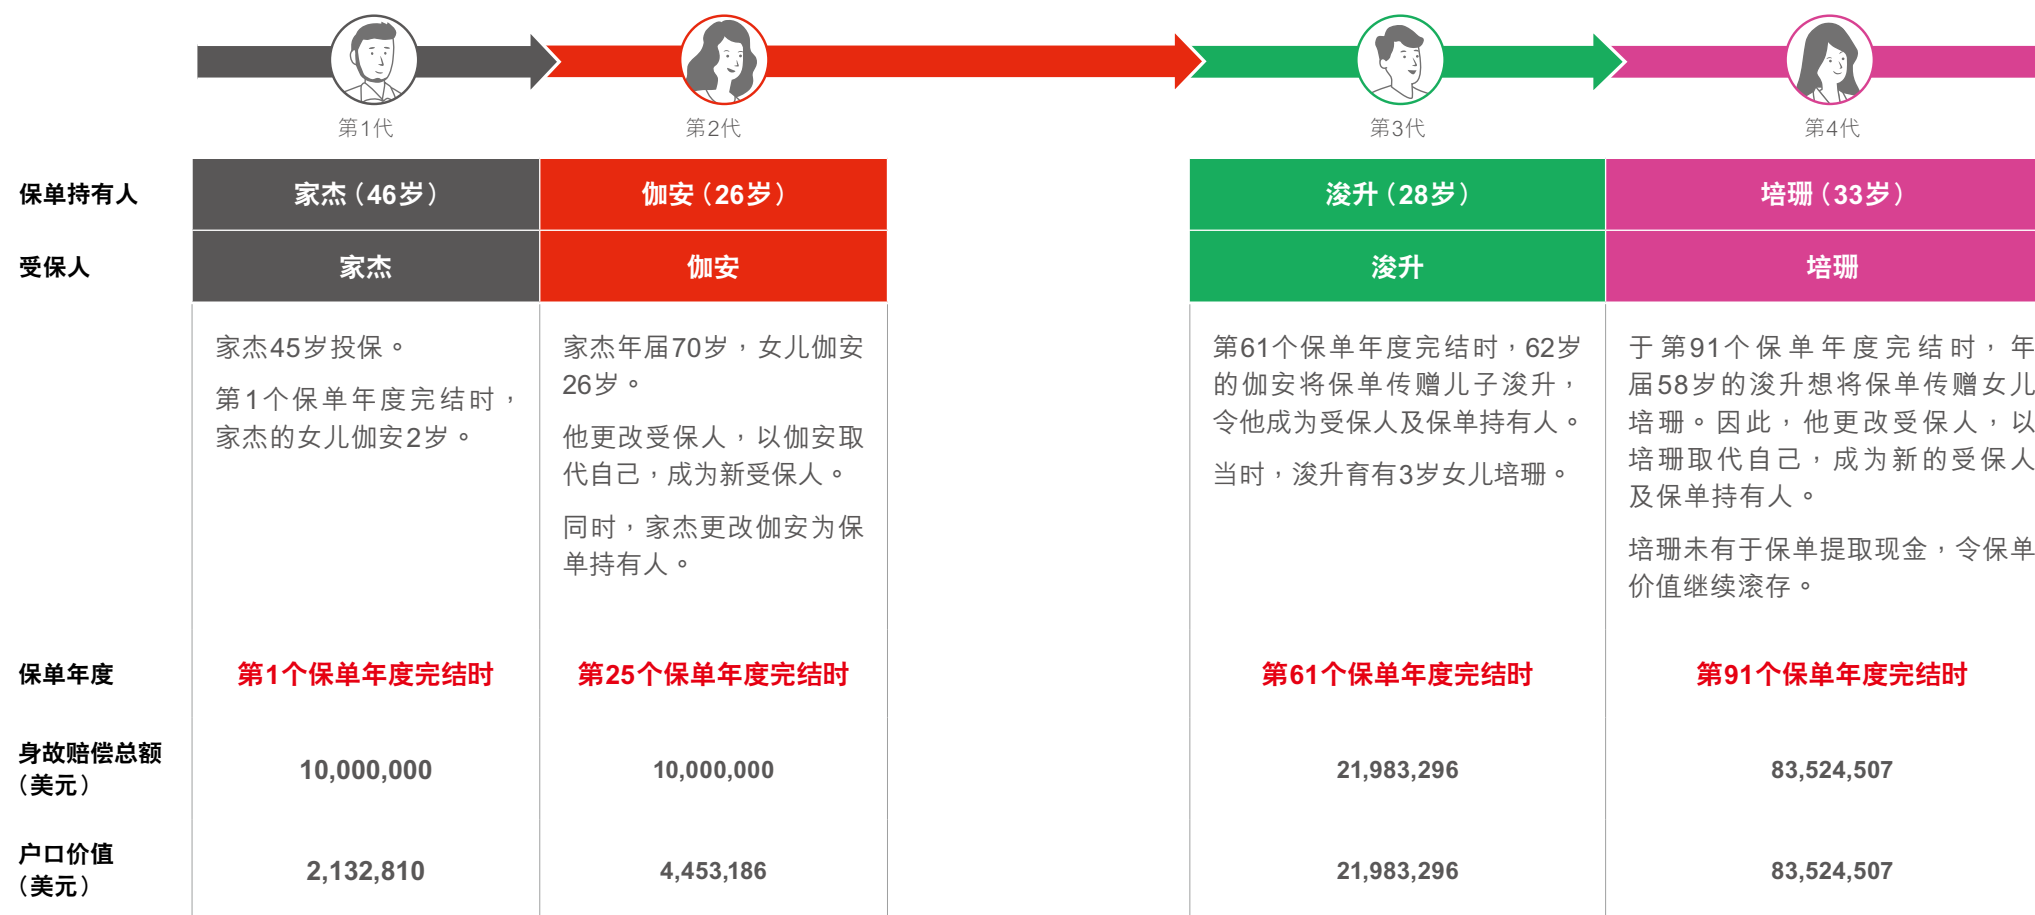 第1代
第2代
第3代
第4代
保单持有人
家杰（46岁）
伽安（26岁）
浚升（28岁）
培珊（33岁）
受保人
家杰
伽安
浚升
培珊
家杰45岁投保。
第1个保单年度完结时，
家杰的女儿伽安2岁。
家杰年届70岁，女儿伽安
26岁。
他更改受保人，以伽安取
代自己，成为新受保人。
同时，家杰更改伽安为保
单持有人。
第61个保单年度完结时，62岁
的伽安将保单传赠儿子浚升，
令他成为受保人及保单持有人。
当时，浚升育有3岁女儿培珊。
于第91个保单年度完结时，年
届58岁的浚升想将保单传赠女儿
培珊。因此，他更改受保人，以
培珊取代自己，成为新的受保人
及保单持有人。
培珊未有于保单提取现金，令保单
价值继续滚存。
保单年度
第1个保单年度完结时
第25个保单年度完结时
第61个保单年度完结时
第91个保单年度完结时
身故赔偿总额
（美元）
10,000,000
10,000,000
21,983,296
83,524,507
户口价值
（美元）
2,132,810
4,453,186
21,983,296
83,524,507